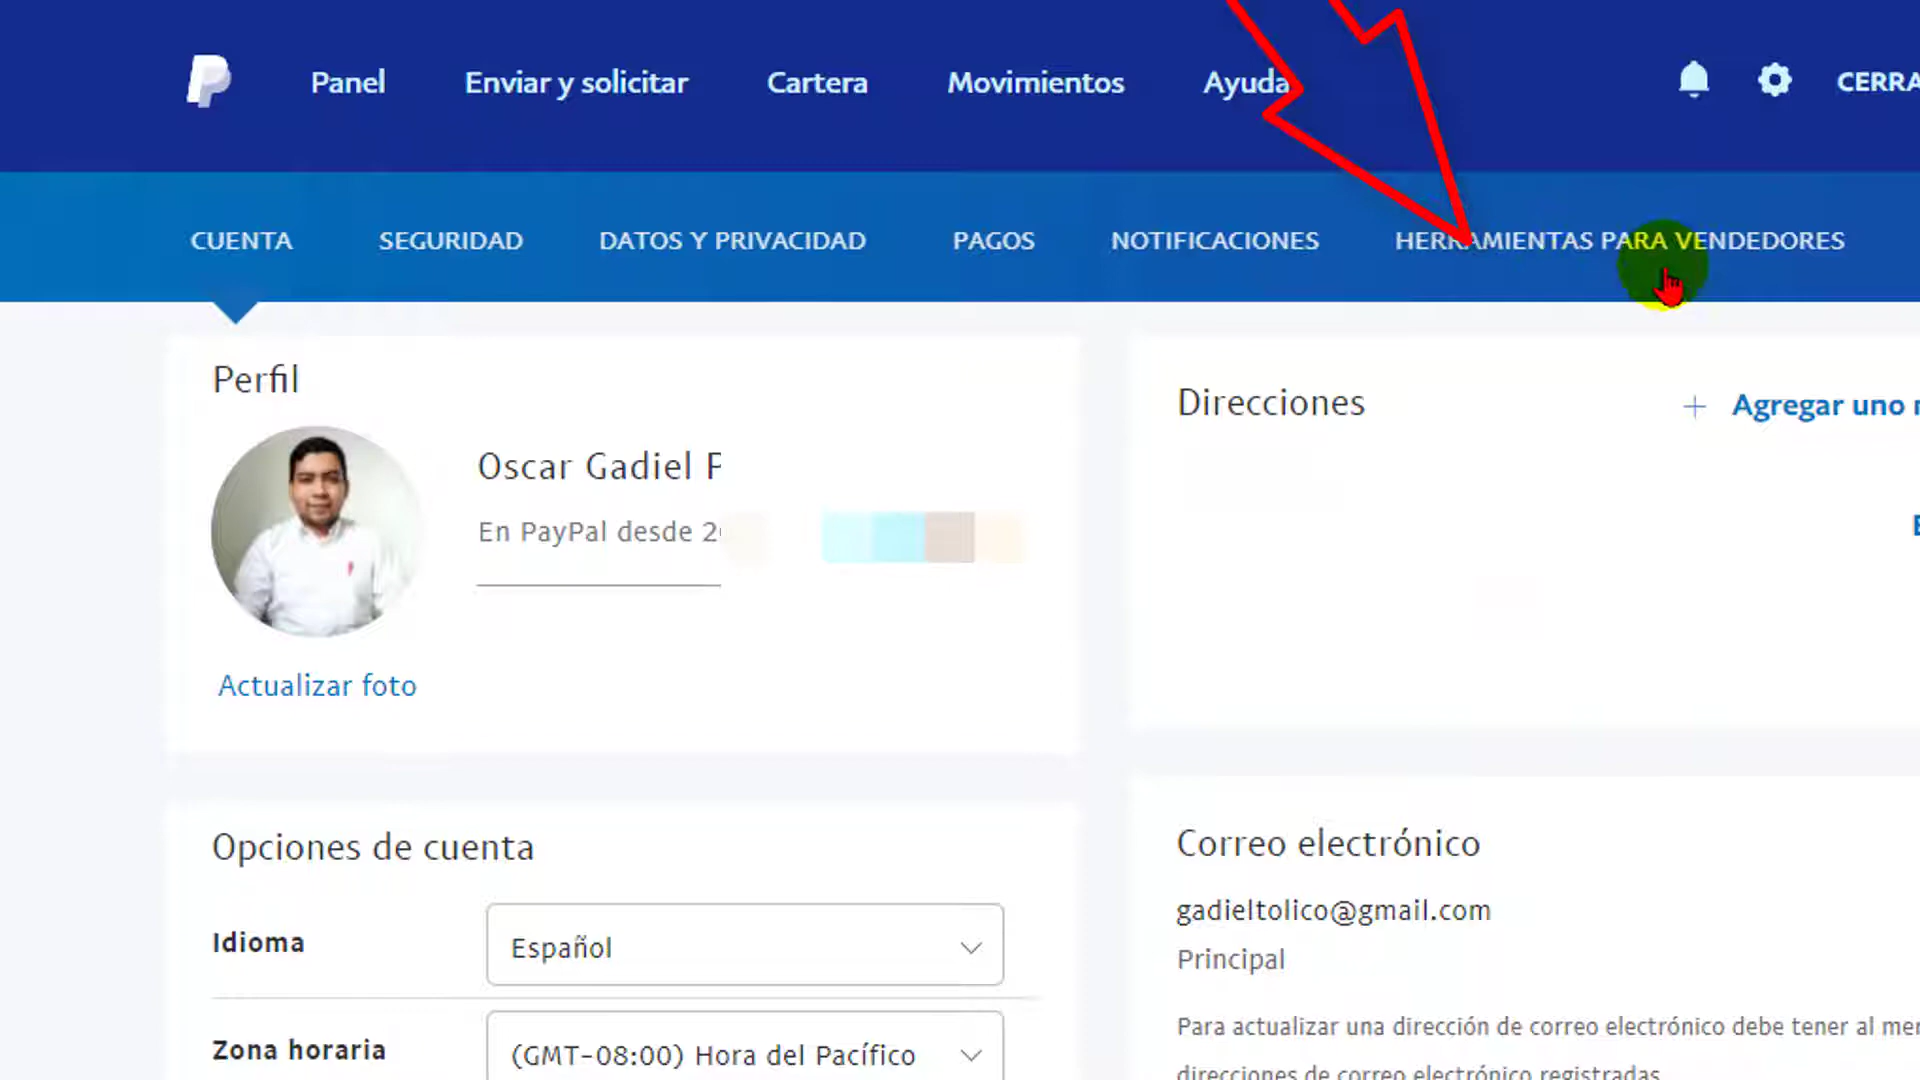 Panel Enviar y solicitar Cartera Movimientos Ayuda CERRA
CUENTA SEGURIDAD DATOS Y PRIVACIDAD PAGOS NOTIFICACIONES HERRAMIENTAS PARA VENDEDORES
Perfil
Oscar Gadiel P
En PayPal desde 2
Actualizar foto
Direcciones
Agregar uno
Opciones de cuenta
Idioma Español
Zona horaria (GMT-08:00) Hora del Pacífico
Correo electrónico
gadieltolico@gmail.com
Principal
Para actualizar una dirección de correo electrónico debe tener al
direcciones de correo electrónico registradas